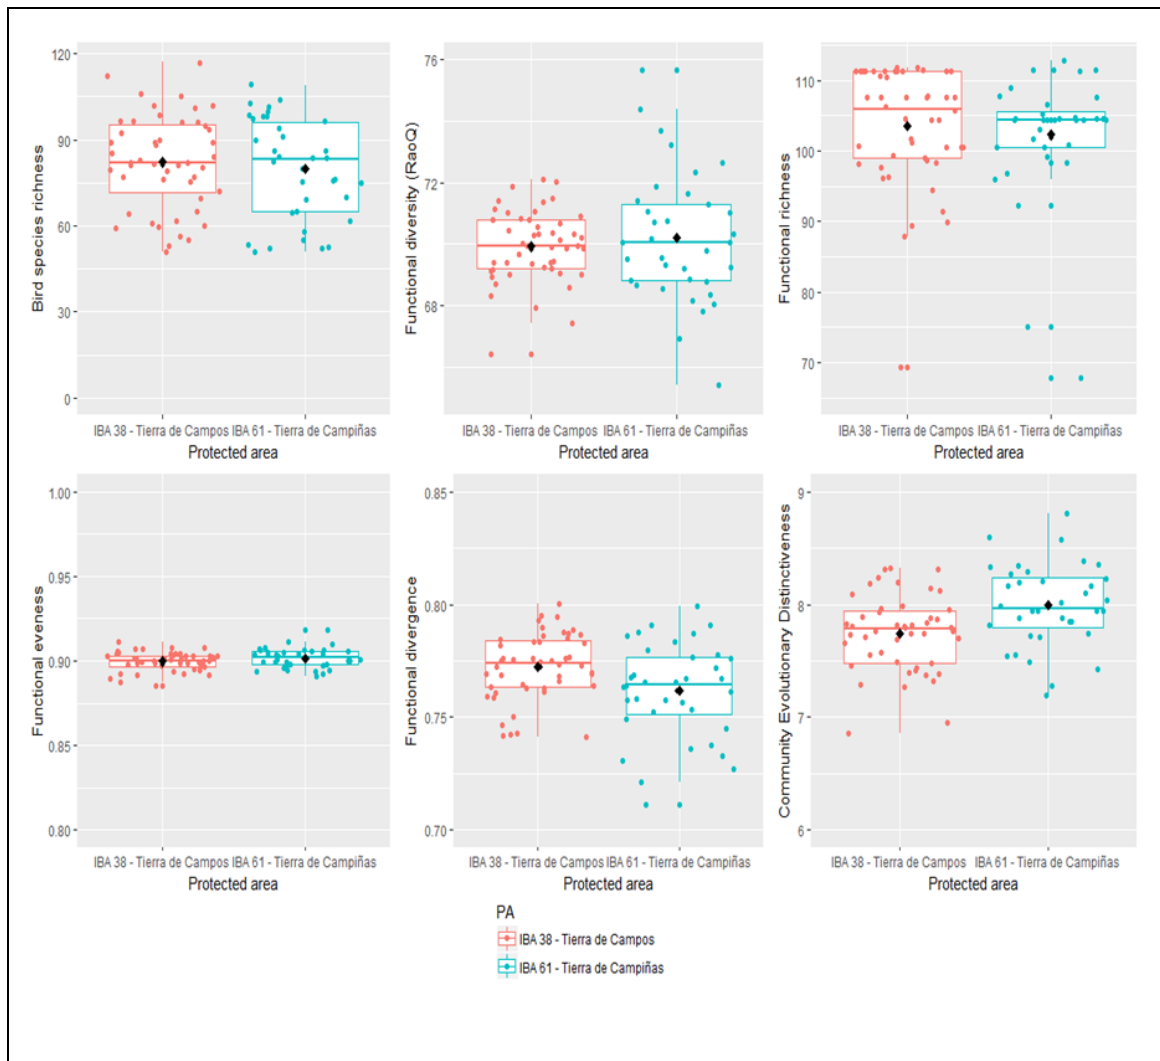 Bird species richness
120
90
60
30
0
IBA 38 - Tierra de Campos IBA 61 - Tierra de Campiñas
Protected area
Functional diversity (RaoQ)
76
72
68
IBA 38 - Tierra de Campos IBA 61 - Tierra de Campiñas
Protected area
Functional richness
110
100
90
80
70
IBA 38 - Tierra de Campos IBA 61 - Tierra de Campiñas
Protected area
Functional eveness
1.00
0.95
0.90
0.85
0.80
IBA 38 - Tierra de Campos IBA 61 - Tierra de Campiñas
Protected area
Functional divergence
0.85
0.80
0.75
0.70
IBA 38 - Tierra de Campos IBA 61 - Tierra de Campiñas
Protected area
Community Evolutionary Distinctiveness
9
8
7
6
IBA 38 - Tierra de Campos IBA 61 - Tierra de Campiñas
Protected area
PA
IBA 38 - Tierra de Campos
IBA 61 - Tierra de Campiñas